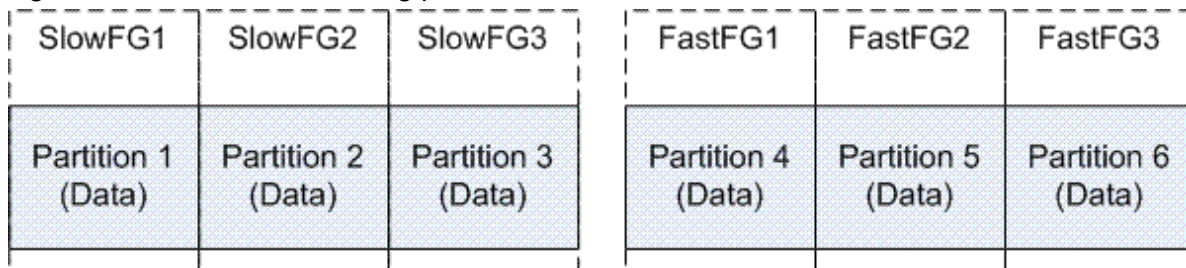 SlowFG1 SlowFG2 SlowFG3 FastFG1 FastFG2 FastFG3
Partition 1 Partition 2 Partition 3 Partition 4 Partition 5 Partition 6
(Data) (Data) (Data) (Data) (Data) (Data)